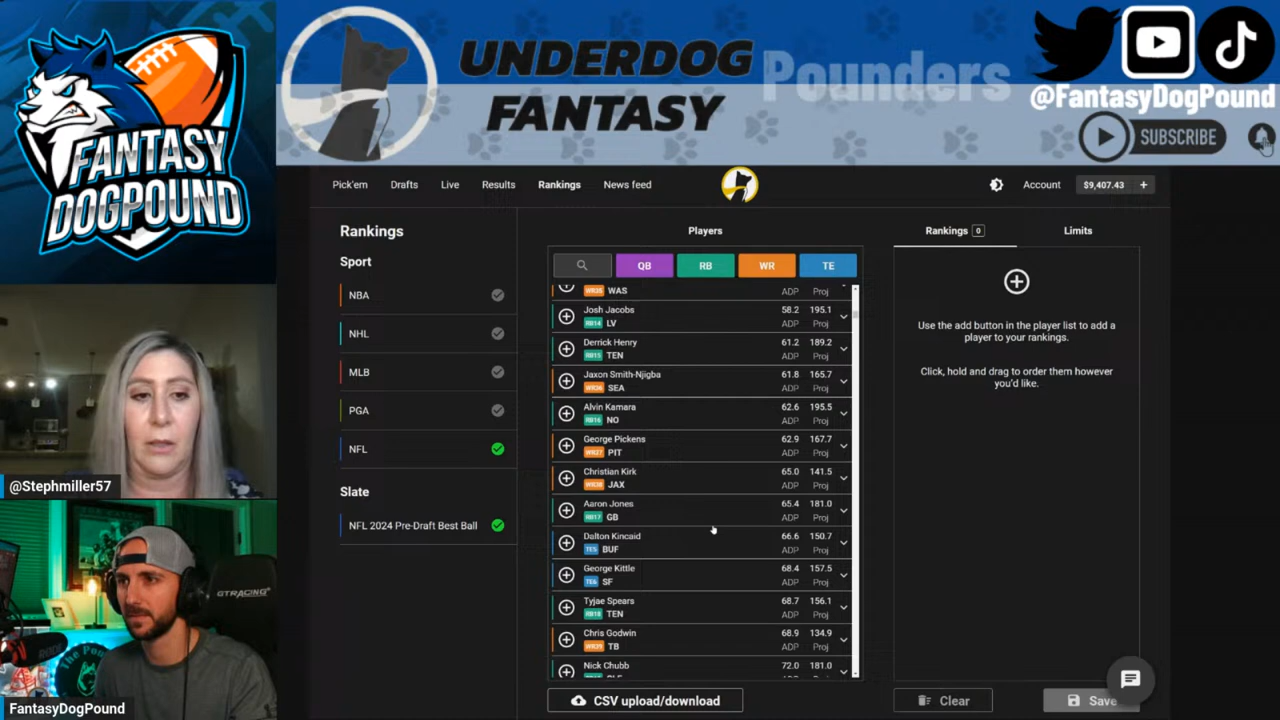 FANTASY
DOGPOUND
UNDERDOG
FANTASY
Pounders
@FantasyDogPound
SUBSCRIBE
Pick'em
Drafts
Live
Results
Rankings
News feed
Account
$9,407.43 +
Rankings
Sport
NBA
NHL
MLB
PGA
NFL
Slate
NFL 2024 Pre-Draft Best Ball
Players
QB
RB
WR
TE
WAS
ADP Proj
Josh Jacobs 58.2 195.1
RB14 LV ADP Proj
Derrick Henry 61.2 189.2
RB15 TEN ADP Proj
Jaxon Smith-Njigba 61.8 165.7
WR36 SEA ADP Proj
Alvin Kamara 62.6 195.5
RB16 NO ADP Proj
George Pickens 62.9 167.7
WR37 PIT ADP Proj
Christian Kirk 65.0 141.5
WR38 JAX ADP Proj
Aaron Jones 65.4 181.0
RB17 GB ADP Proj
Dalton Kincaid 66.6 150.7
TE5 BUF ADP Proj
George Kittle 68.4 157.5
TE6 SF ADP Proj
Tyjae Spears 68.7 156.1
RB18 TEN ADP Proj
Chris Godwin 68.9 134.9
WR39 TB ADP Proj
Nick Chubb 72.0 181.0
CSV upload/download
Rankings 0
Limits
Use the add button in the player list to add a
player to your rankings.
Click, hold and drag to order them however
you'd like.
Clear
Save
@Stephmiller57
GTRACING
RODE
FantasyDogPound